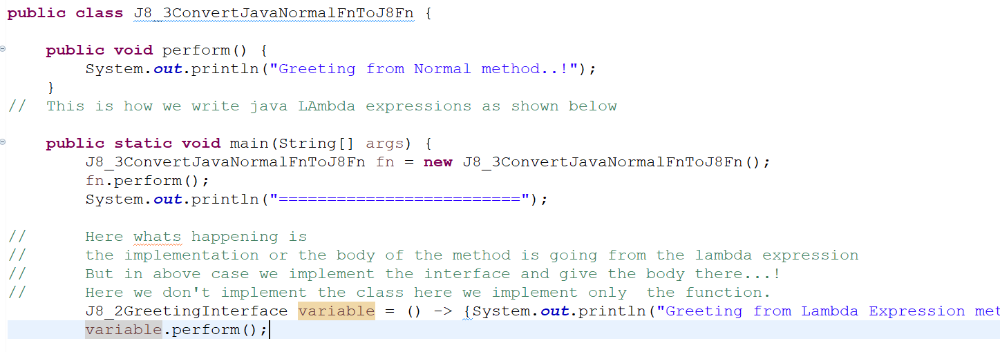 public class J8_3ConvertJavaNormalFnToJ8Fn {
public void perform() {
System.out.println("Greeting from Normal method..!");
}
// This is how we write java LAmbda expressions as shown below
public static void main(String[] args) {
J8_3ConvertJavaNormalFnToJ8Fn fn = new J8_3ConvertJavaNormalFnToJ8Fn();
fn.perform();
System.out.println("=========================");
// Here whats happening is
// the implementation or the body of the method is going from the lambda expression
// But in above case we implement the interface and give the body there...!
// Here we don't implement the class here we implement only  the function.
J8_2GreetingInterface variable = () -> {System.out.println("Greeting from Lambda Expression met
variable.perform();